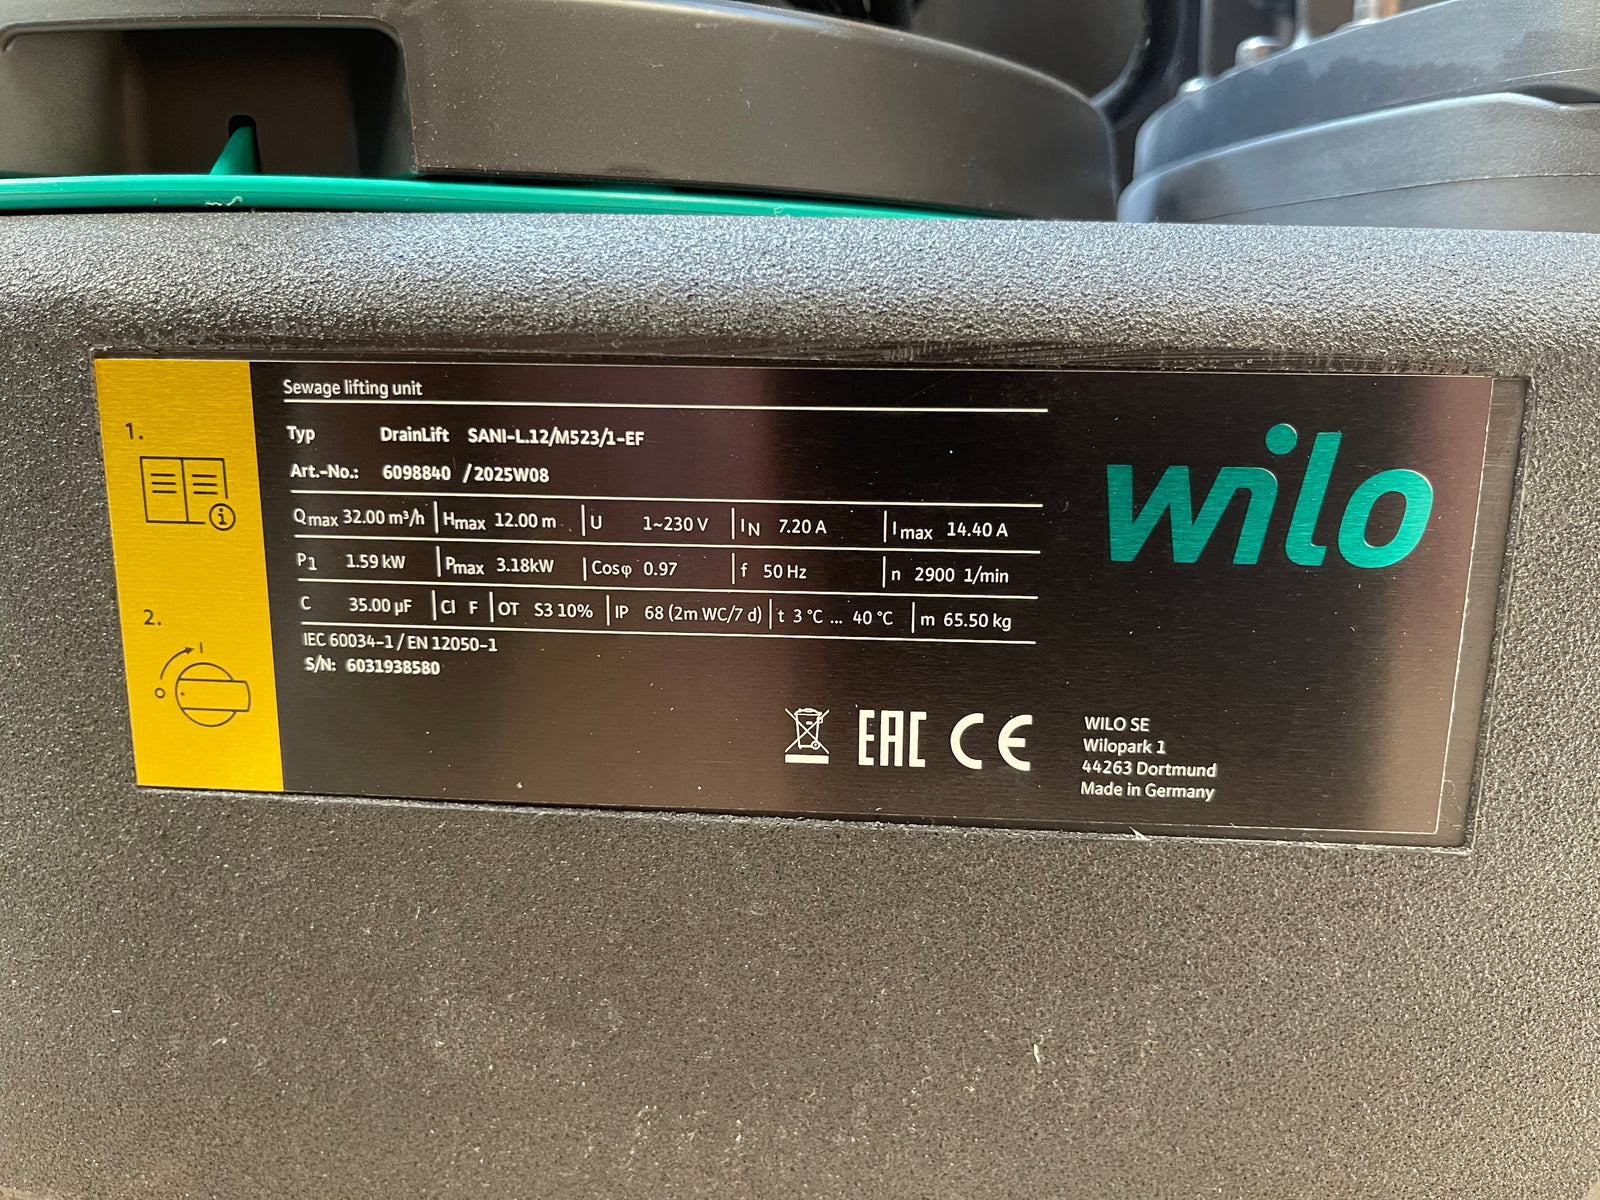 Sewage lifting unit
Typ DrainLift SANI-L.12/M523/1-EF
Art.-No.: 6098840 /2025W08
Qmax 32.00 m³/h Hmax 12.00 m U 1~230 V IN 7.20 A Imax 14.40 A
P1 1.59 kW Pmax 3.18kW Cosφ 0.97 f 50 Hz n 2900 1/min
C 35.00 µF Cl F OT S3 10% IP 68 (2m WC/7 d) t 3 °C ... 40 °C m 65.50 kg
IEC 60034-1 / EN 12050-1
S/N: 6031938580
1.
i
2.
I
O
wilo
EAC CE
WILO SE
Wilopark 1
44263 Dortmund
Made in Germany